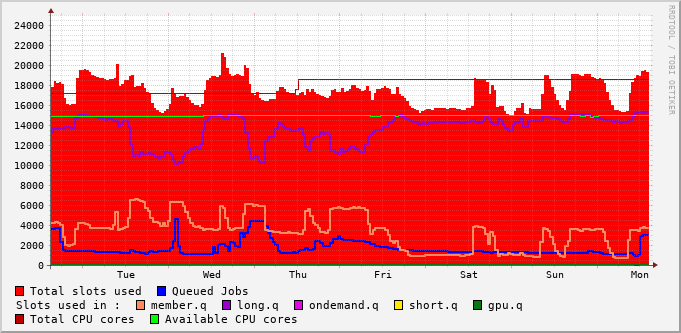 24000
22000
20000
18000
16000
14000
12000
10000
8000
6000
4000
2000
0
Tue Wed Thu Fri Sat Sun Mon
Total slots used Queued Jobs
Slots used in : member.q long.q ondemand.q short.q gpu.q
Total CPU cores Available CPU cores
RRDTOOL / TOBI OETIKER